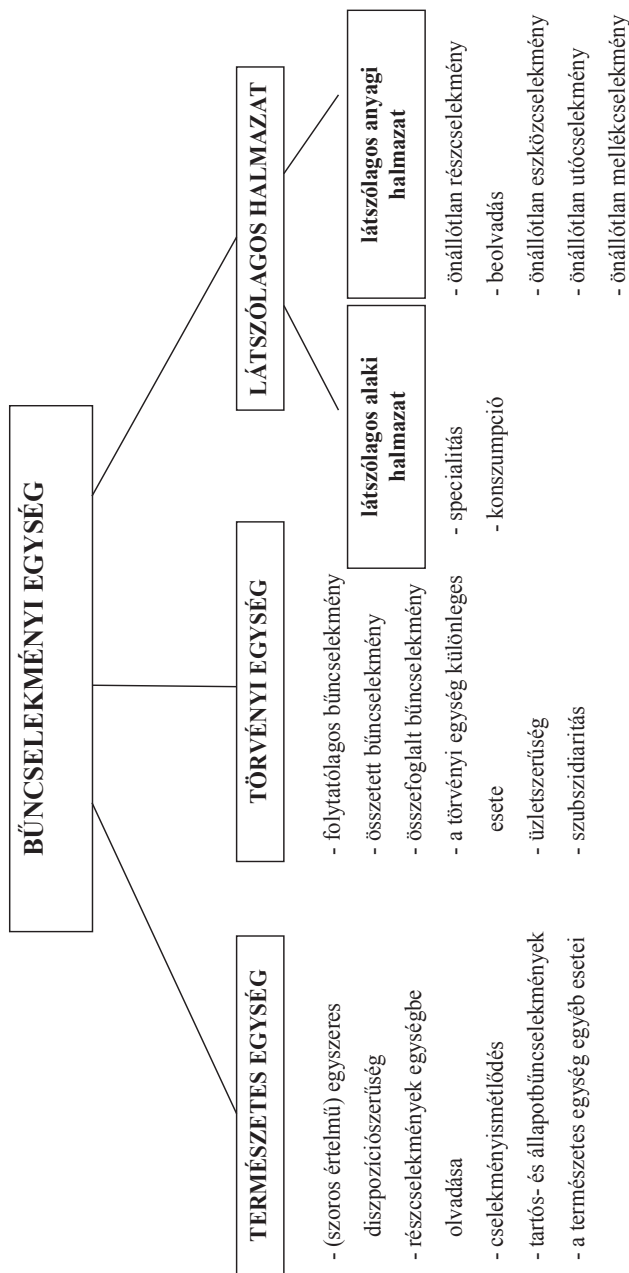 BŰNCSELEKMÉNYI EGYSÉG
TERMÉSZETES EGYSÉG
- (szoros értelmű) egyszeres
diszpozíciószerűség
- részcselekmények egységbe
olvadása
- cselekményismétlődés
- tartós- és állapotbűncselekmények
- a természetes egység egyéb esetei
TÖRVÉNYI EGYSÉG
- folytatólagos bűncselekmény
- összetett bűncselekmény
- összefoglalt bűncselekmény
- a törvényi egység különleges
esete
- üzletszerűség
- szubszidiaritás
LÁTSZÓLAGOS HALMAZAT
látszólagos alaki
halmazat
- specialitás
- konszumpció
látszólagos anyagi
halmazat
- önállótlan részcselekmény
- beolvadás
- önállótlan eszközcselekmény
- önállótlan utócselekmény
- önállótlan mellékcselekmény